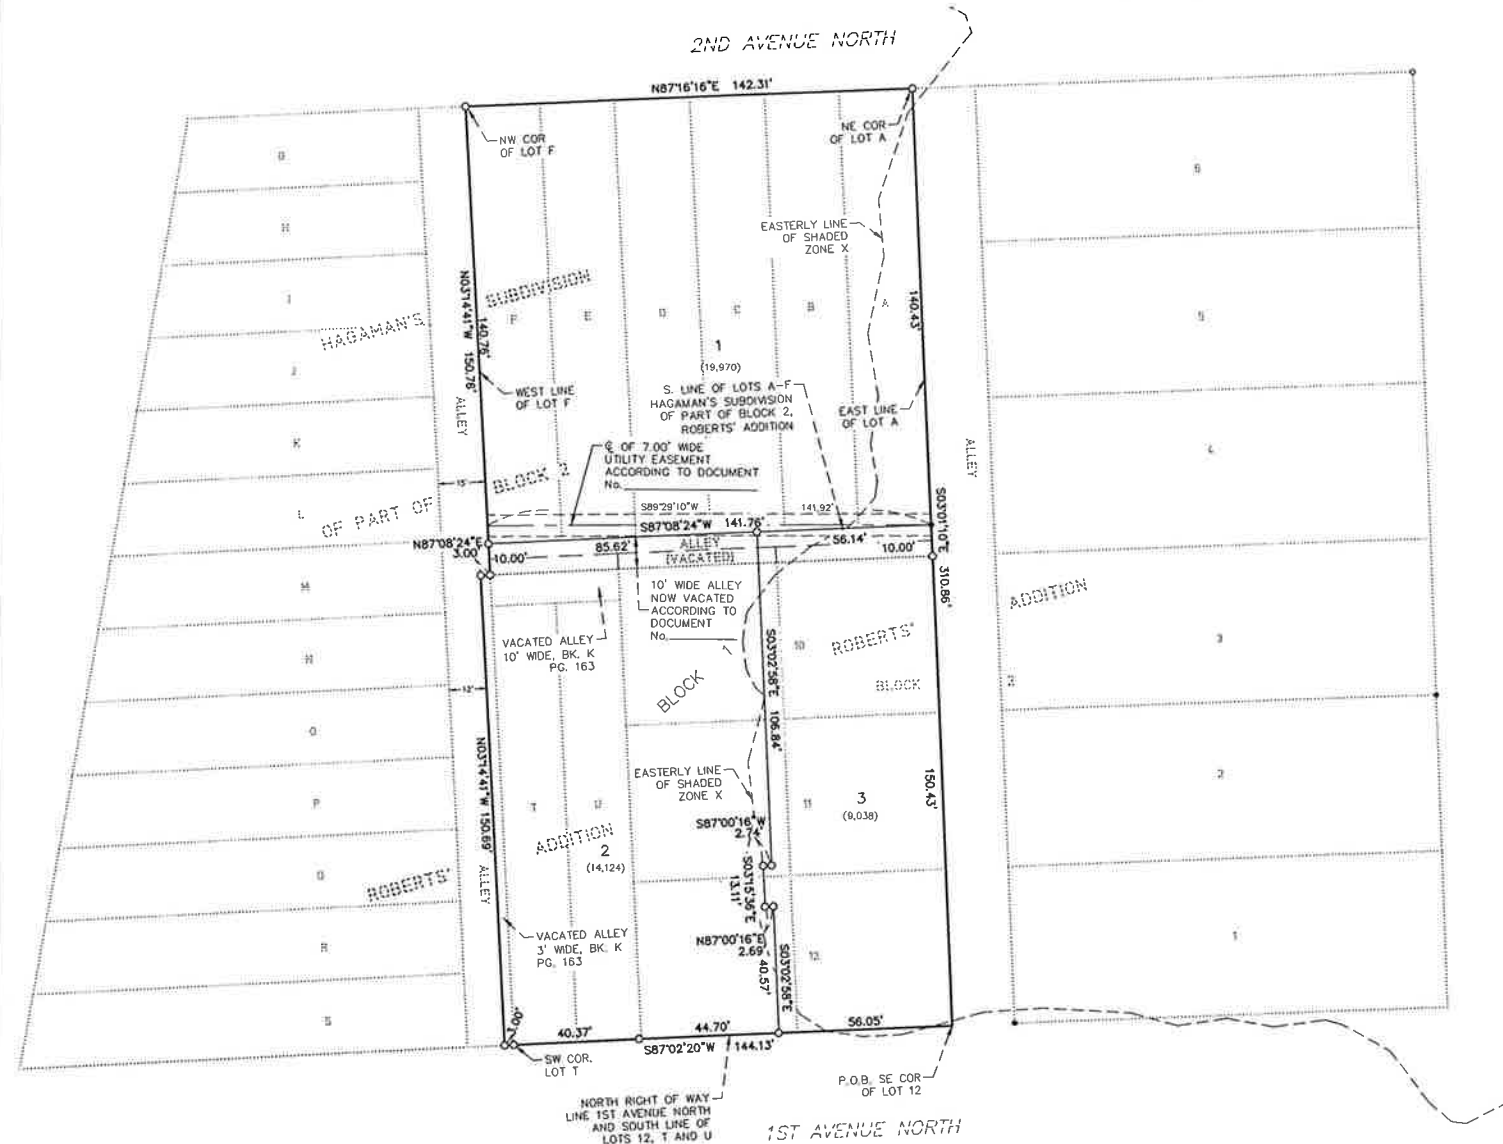 2ND AVENUE NORTH
N87°16'16"E 142.31'
NW COR
OF LOT F
NE COR
OF LOT A
G
H
I
J
K
L
M
N
O
P
Q
R
S
6
5
4
3
2
1
EASTERLY LINE
OF SHADED
ZONE X
HAGAMAN'S SUBDIVISION
OF PART OF BLOCK 2
F
E
D
C
B
A
1
(19,970)
N03°14'41"W 150.76'
140.76'
140.43'
WEST LINE
OF LOT F
S. LINE OF LOTS A-F
HAGAMAN'S SUBDIVISION
OF PART OF BLOCK 2,
ROBERTS' ADDITION
EAST LINE
OF LOT A
ALLEY
ALLEY
℄ OF 7.00' WIDE
UTILITY EASEMENT
ACCORDING TO DOCUMENT
No.
15'
S89°29'10"W 141.92'
S87°08'24"W 141.76'
N87°08'24"E
3.00'
10.00'
85.62'
ALLEY
(VACATED)
56.14'
10.00'
S03°01'10"E 310.86'
10' WIDE ALLEY
NOW VACATED
ACCORDING TO
DOCUMENT
No.
VACATED ALLEY
10' WIDE, BK. K
PG. 163
BLOCK 1
S03°02'58"E 106.84'
10
ROBERTS'
BLOCK
2
ADDITION
12'
N03°14'41"W 150.69'
ALLEY
EASTERLY LINE
OF SHADED
ZONE X
T
U
ADDITION
2
(14,124)
ROBERTS'
11
3
(9,038)
150.43'
S87°00'16"W
2.74'
S03°15'36"E
13.11'
N87°00'16"E
2.69'
S03°02'58"E
40.57'
12
VACATED ALLEY
3' WIDE, BK. K
PG. 163
40.37'
44.70'
56.05'
S87°02'20"W 144.13'
SW COR.
LOT T
P.O.B. SE COR
OF LOT 12
NORTH RIGHT OF WAY
LINE 1ST AVENUE NORTH
AND SOUTH LINE OF
LOTS 12, T AND U
1ST AVENUE NORTH